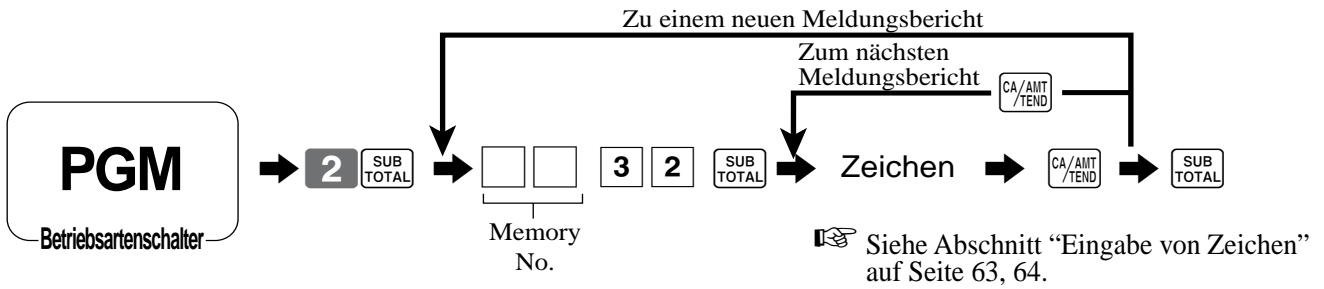 Zu einem neuen Meldungsbericht
Zum nächsten
Meldungsbericht
CA/AMT
/TEND
PGM
Betriebsartenschalter
2 SUB TOTAL 3 2 SUB TOTAL Zeichen CA/AMT /TEND SUB TOTAL
Memory
No.
Siehe Abschnitt “Eingabe von Zeichen”
auf Seite 63, 64.